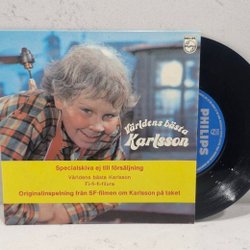 PHILIPS
Världens bästa
Karlsson
Specialskiva ej till försäljning
Världens bästa Karlsson
Originalinspelning från SF-filmen om Karlsson på taket
PHILIPS